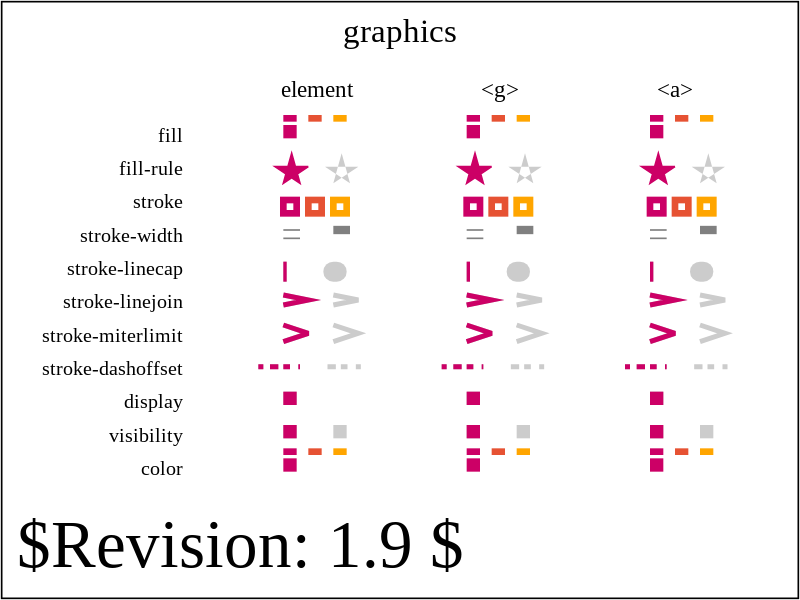 graphics
element <g> <a>
fill
fill-rule
stroke
stroke-width
stroke-linecap
stroke-linejoin
stroke-miterlimit
stroke-dashoffset
display
visibility
color
$Revision: 1.9 $